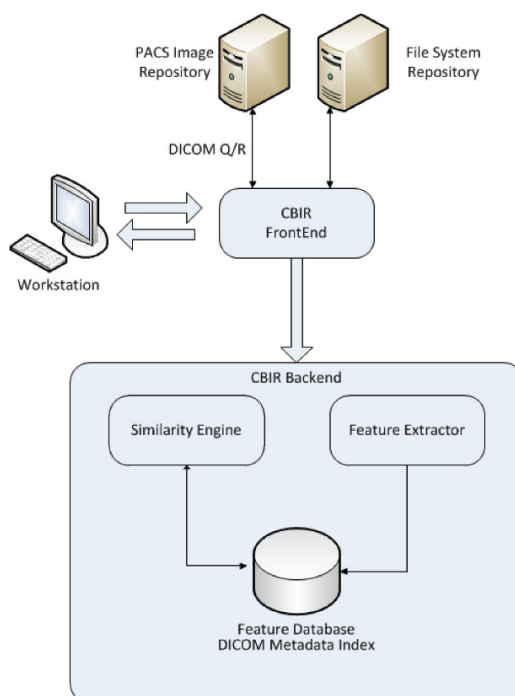 PACS Image
Repository
File System
Repository
DICOM Q/R
CBIR
FrontEnd
Workstation
CBIR Backend
Similarity Engine
Feature Extractor
Feature Database
DICOM Metadata Index